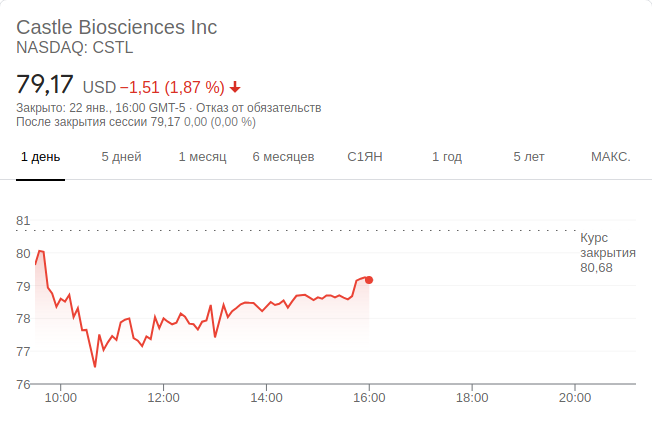 Castle Biosciences Inc
NASDAQ: CSTL
79,17 USD −1,51 (1,87 %)
Закрыто: 22 янв., 16:00 GMT-5 · Отказ от обязательств
После закрытия сессии 79,17 0,00 (0,00 %)
1 день 5 дней 1 месяц 6 месяцев С1ЯН 1 год 5 лет МАКС.
81
Курс
закрытия
80,68
80
79
78
77
76
10:00 12:00 14:00 16:00 18:00 20:00